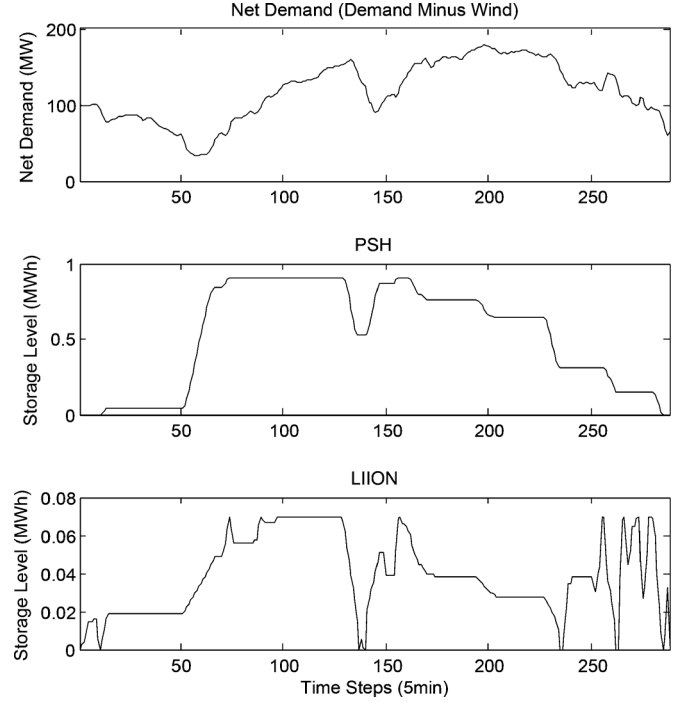 Net Demand (Demand Minus Wind)
Net Demand (MW)
200
100
0
50 100 150 200 250
PSH
Storage Level (MWh)
1
0.5
0
50 100 150 200 250
LIION
Storage Level (MWh)
0.08
0.06
0.04
0.02
0
50 100 150 200 250
Time Steps (5min)